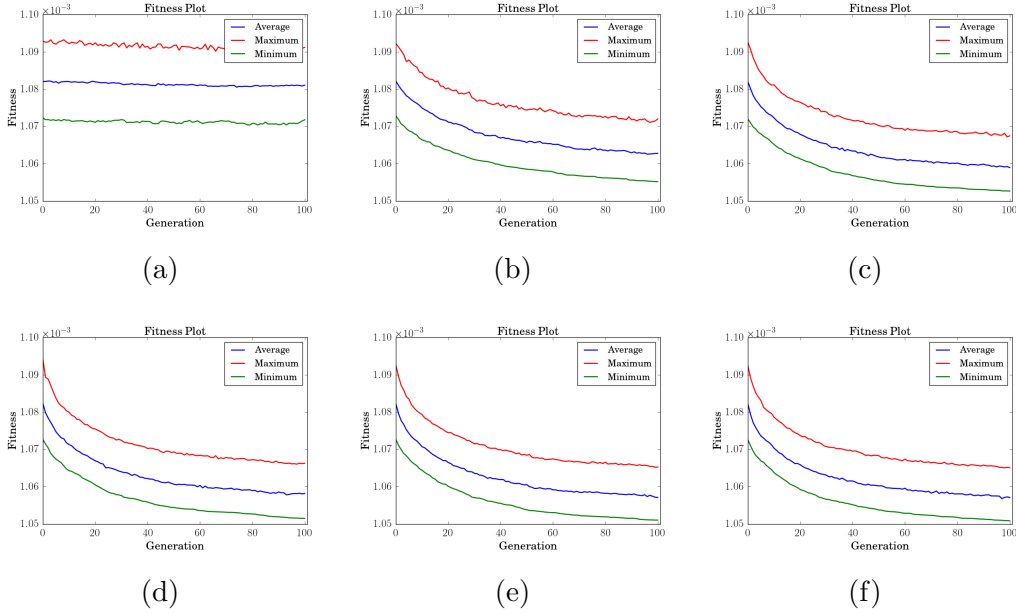 Fitness Plot
×10⁻³
1.10
1.09
1.08
1.07
1.06
1.05
0 20 40 60 80 100
Fitness
Generation
Average
Maximum
Minimum
(a)
Fitness Plot
×10⁻³
1.10
1.09
1.08
1.07
1.06
1.05
0 20 40 60 80 100
Fitness
Generation
Average
Maximum
Minimum
(b)
Fitness Plot
×10⁻³
1.10
1.09
1.08
1.07
1.06
1.05
0 20 40 60 80 100
Fitness
Generation
Average
Maximum
Minimum
(c)
Fitness Plot
×10⁻³
1.10
1.09
1.08
1.07
1.06
1.05
0 20 40 60 80 100
Fitness
Generation
Average
Maximum
Minimum
(d)
Fitness Plot
×10⁻³
1.10
1.09
1.08
1.07
1.06
1.05
0 20 40 60 80 100
Fitness
Generation
Average
Maximum
Minimum
(e)
Fitness Plot
×10⁻³
1.10
1.09
1.08
1.07
1.06
1.05
0 20 40 60 80 100
Fitness
Generation
Average
Maximum
Minimum
(f)